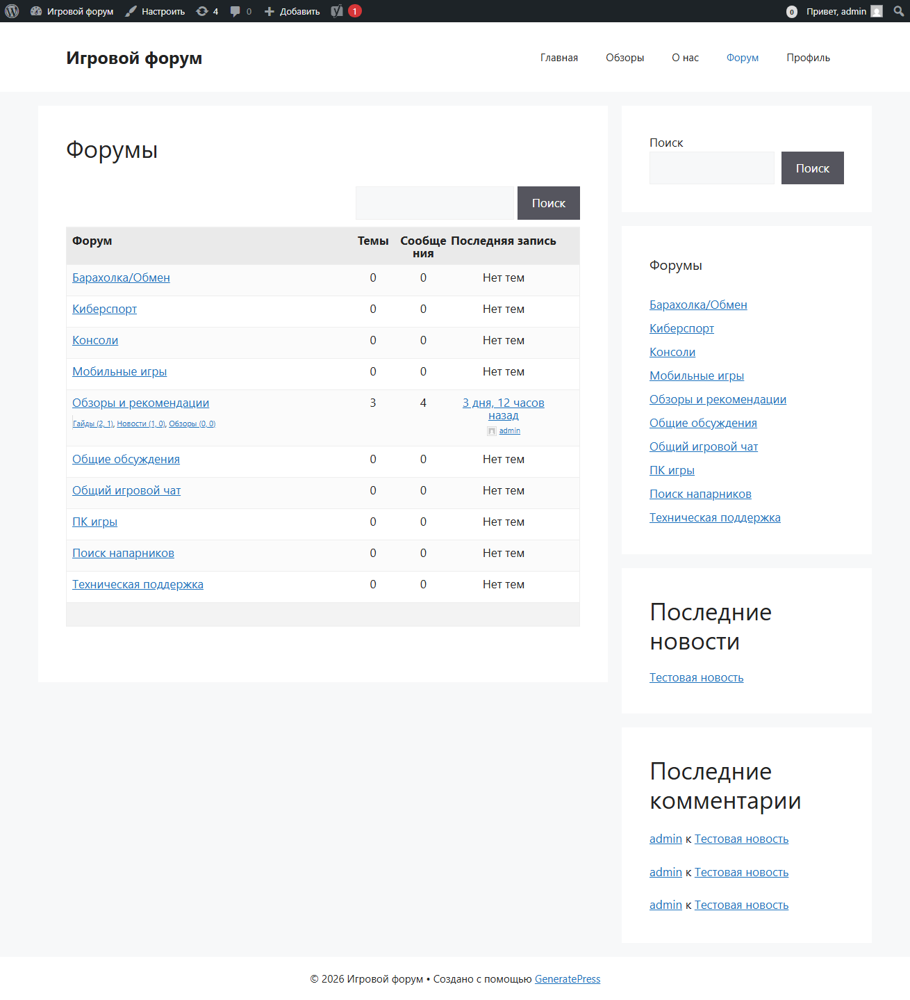 Игровой форум Настроить 4 0 Добавить 1 0 Привет, admin
Игровой форум
Главная Обзоры О нас Форум Профиль
Форумы
Поиск
Форум Темы Сообще
ния Последняя запись
Барахолка/Обмен 0 0 Нет тем
Киберспорт 0 0 Нет тем
Консоли 0 0 Нет тем
Мобильные игры 0 0 Нет тем
Обзоры и рекомендации 3 4 3 дня, 12 часов
назад
Гайды (2, 1), Новости (1, 0), Обзоры (0, 0) admin
Общие обсуждения 0 0 Нет тем
Общий игровой чат 0 0 Нет тем
ПК игры 0 0 Нет тем
Поиск напарников 0 0 Нет тем
Техническая поддержка 0 0 Нет тем
Поиск
Поиск
Форумы
Барахолка/Обмен
Киберспорт
Консоли
Мобильные игры
Обзоры и рекомендации
Общие обсуждения
Общий игровой чат
ПК игры
Поиск напарников
Техническая поддержка
Последние
новости
Тестовая новость
Последние
комментарии
admin к Тестовая новость
admin к Тестовая новость
admin к Тестовая новость
© 2026 Игровой форум • Создано с помощью GeneratePress